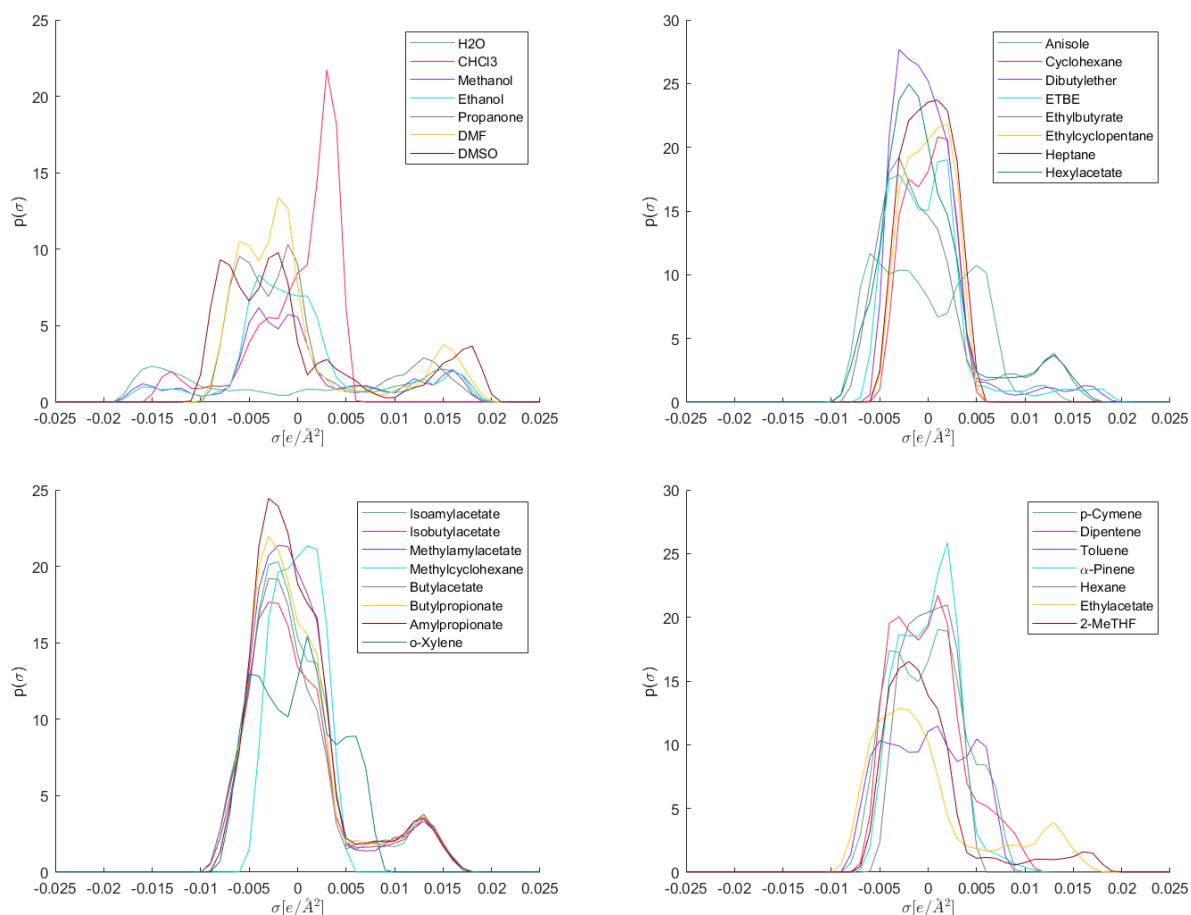 25
20
15
10
5
0
p(σ)
-0.025 -0.02 -0.015 -0.01 -0.005 0 0.005 0.01 0.015 0.02 0.025
σ[e/Å²]
H2O
CHCl3
Methanol
Ethanol
Propanone
DMF
DMSO
30
25
20
15
10
5
0
p(σ)
-0.025 -0.02 -0.015 -0.01 -0.005 0 0.005 0.01 0.015 0.02 0.025
σ[e/Å²]
Anisole
Cyclohexane
Dibutylether
ETBE
Ethylbutyrate
Ethylcyclopentane
Heptane
Hexylacetate
25
20
15
10
5
0
p(σ)
-0.025 -0.02 -0.015 -0.01 -0.005 0 0.005 0.01 0.015 0.02 0.025
σ[e/Å²]
Isoamylacetate
Isobutylacetate
Methylamylacetate
Methylcyclohexane
Butylacetate
Butylpropionate
Amylpropionate
o-Xylene
30
25
20
15
10
5
0
p(σ)
-0.025 -0.02 -0.015 -0.01 -0.005 0 0.005 0.01 0.015 0.02 0.025
σ[e/Å²]
p-Cymene
Dipentene
Toluene
α-Pinene
Hexane
Ethylacetate
2-MeTHF